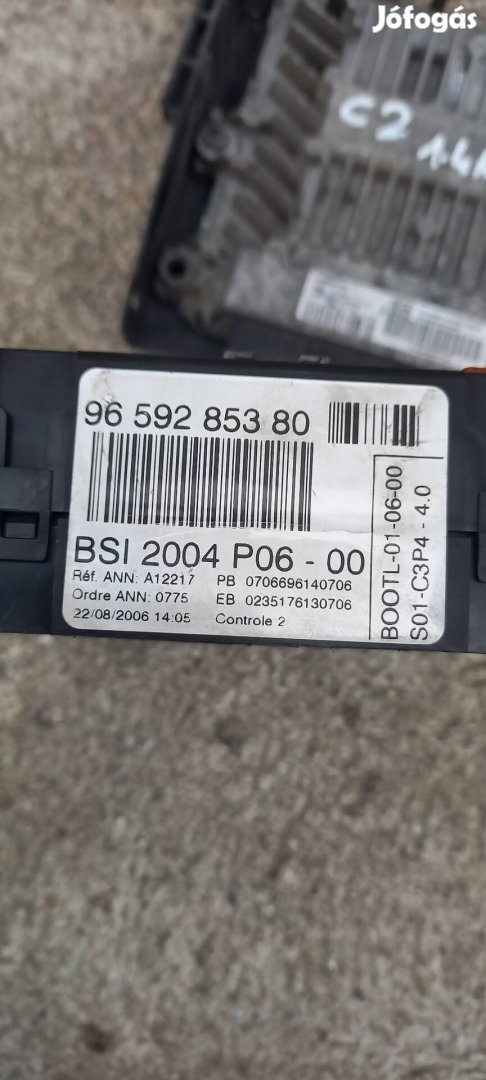 Jófogás
C2
1.4
96 592 853 80
BSI 2004 P06 - 00
Réf. ANN: A12217 PB 0706696140706
Ordre ANN: 0775 EB 0235176130706
22/08/2006 14:05 Controle 2
BOOTL-01-06-00
S01-C3P4 - 4.0